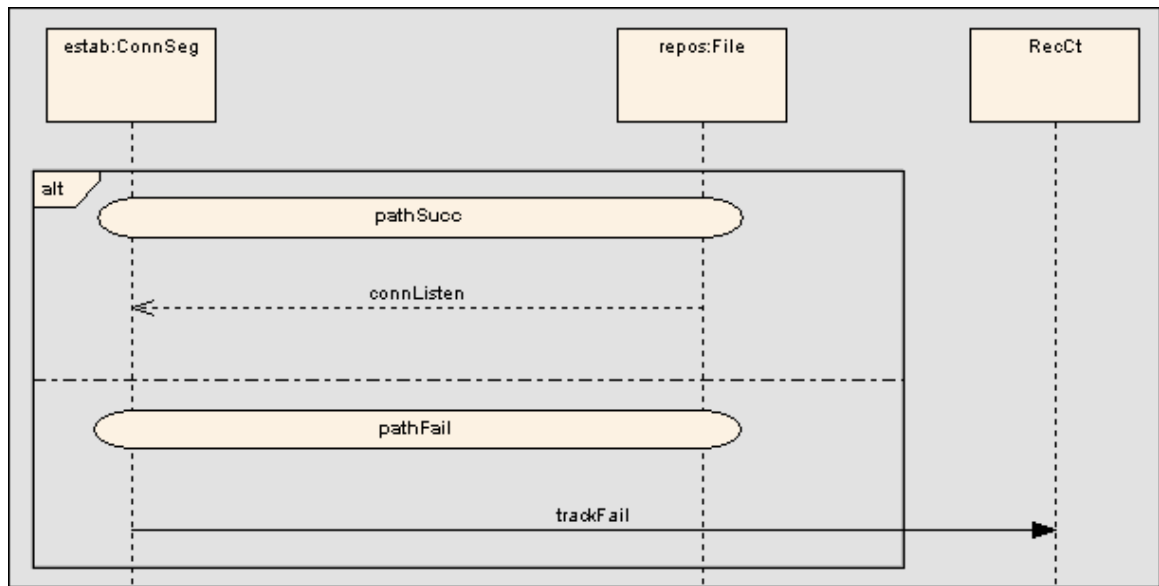 estab:ConnSeg
repos:File
RecCt
alt
pathSucc
connListen
pathFail
trackFail